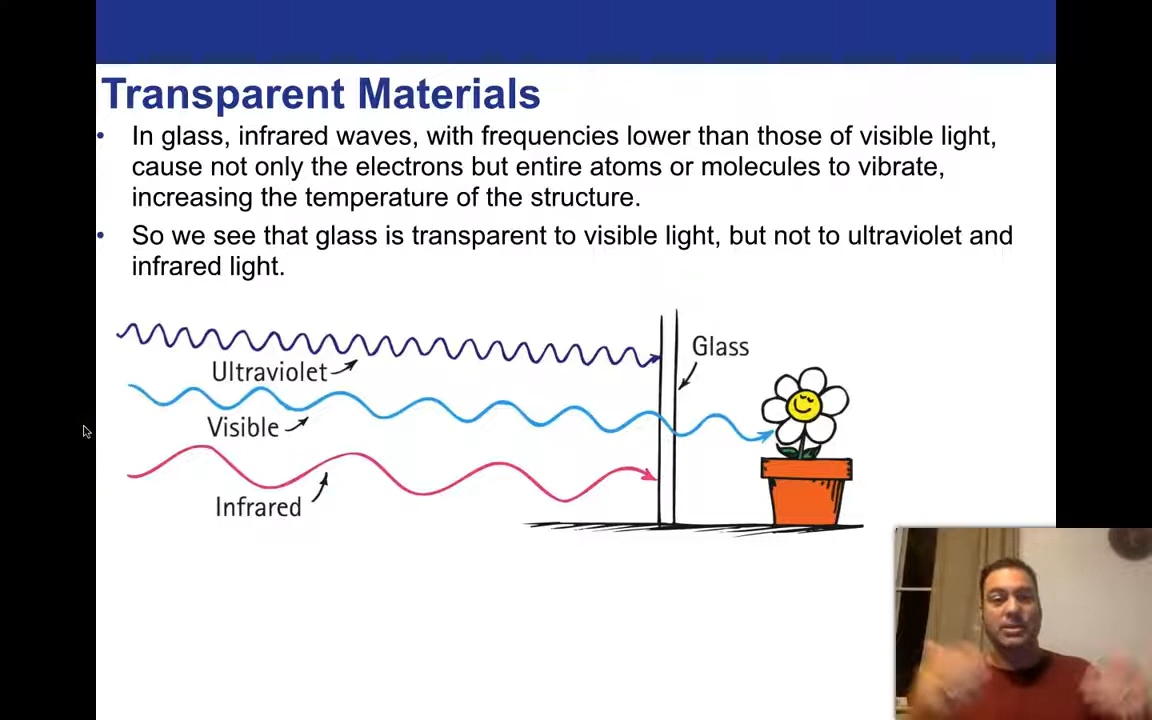 Transparent Materials
• In glass, infrared waves, with frequencies lower than those of visible light,
cause not only the electrons but entire atoms or molecules to vibrate,
increasing the temperature of the structure.
• So we see that glass is transparent to visible light, but not to ultraviolet and
infrared light.
Glass
Ultraviolet
Visible
Infrared